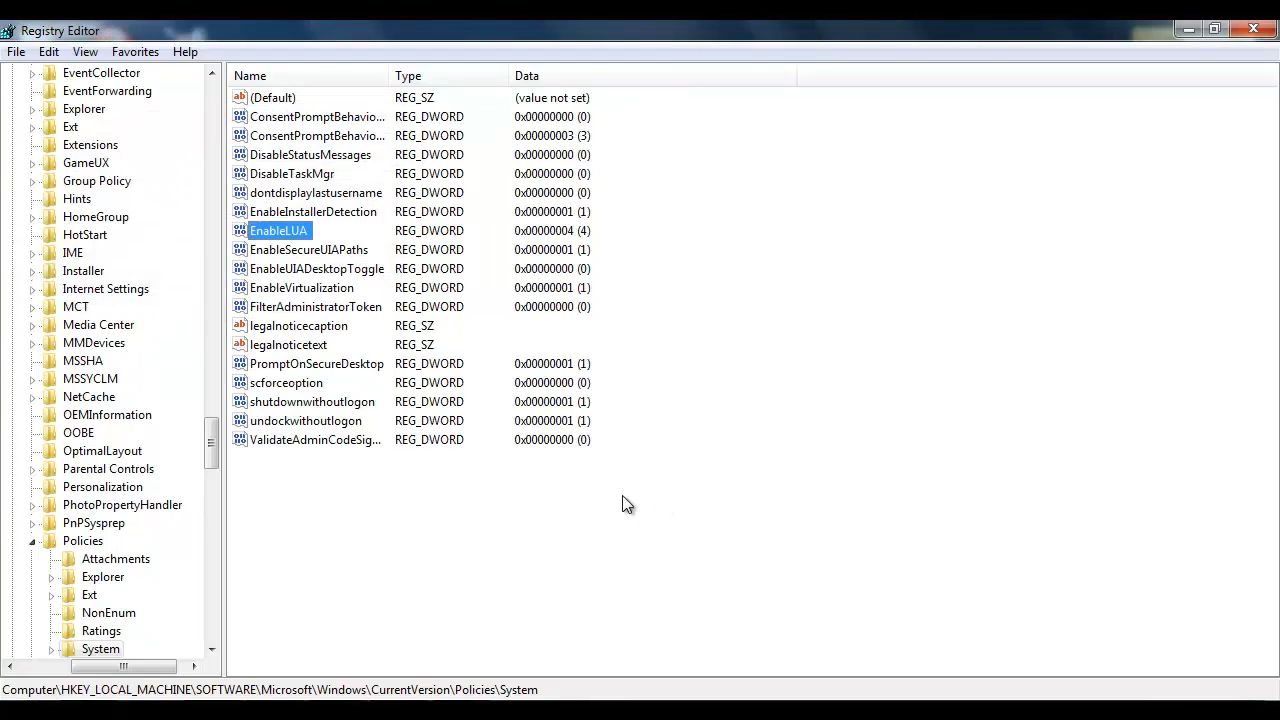 Registry Editor
File Edit View Favorites Help
EventCollector
EventForwarding
Explorer
Ext
Extensions
GameUX
Group Policy
Hints
HomeGroup
HotStart
IME
Installer
Internet Settings
MCT
Media Center
MMDevices
MSSHA
MSSYCLM
NetCache
OEMInformation
OOBE
OptimalLayout
Parental Controls
Personalization
PhotoPropertyHandler
PnPSysprep
Policies
Attachments
Explorer
Ext
NonEnum
Ratings
System
Name Type Data
(Default) REG_SZ (value not set)
ConsentPromptBehavio... REG_DWORD 0x00000000 (0)
ConsentPromptBehavio... REG_DWORD 0x00000003 (3)
DisableStatusMessages REG_DWORD 0x00000000 (0)
DisableTaskMgr REG_DWORD 0x00000000 (0)
dontdisplaylastusername REG_DWORD 0x00000000 (0)
EnableInstallerDetection REG_DWORD 0x00000001 (1)
EnableLUA REG_DWORD 0x00000004 (4)
EnableSecureUIAPaths REG_DWORD 0x00000001 (1)
EnableUIADesktopToggle REG_DWORD 0x00000000 (0)
EnableVirtualization REG_DWORD 0x00000001 (1)
FilterAdministratorToken REG_DWORD 0x00000000 (0)
legalnoticecaption REG_SZ
legalnoticetext REG_SZ
PromptOnSecureDesktop REG_DWORD 0x00000001 (1)
scforceoption REG_DWORD 0x00000000 (0)
shutdownwithoutlogon REG_DWORD 0x00000001 (1)
undockwithoutlogon REG_DWORD 0x00000001 (1)
ValidateAdminCodeSig... REG_DWORD 0x00000000 (0)
Computer\HKEY_LOCAL_MACHINE\SOFTWARE\Microsoft\Windows\CurrentVersion\Policies\System